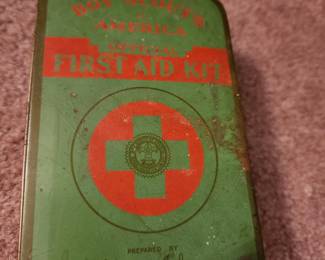 BOY SCOUTS
OF
AMERICA
OFFICIAL
FIRST AID KIT
PREPARED BY